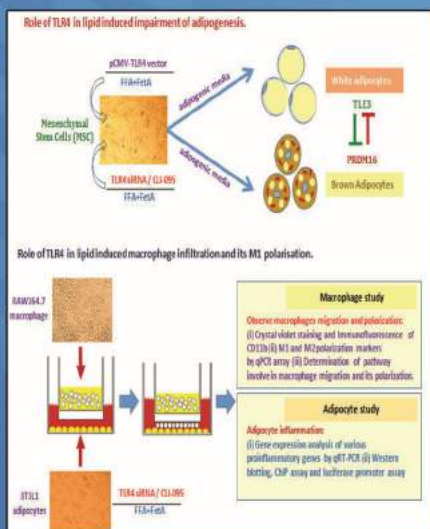 Role of TLR4 in lipid induced impairment of adipogenesis.
pCMV-TLR4 vector
FFA+FetA
Mesenchymal
Stem Cells (MSC)
TLR4 siRNA / CLI-095
FFA+FetA
adipogenic media
adipogenic media
White adipocytes
TLE3
PRDM16
Brown Adipocytes
Role of TLR4 in lipid induced macrophage infiltration and its M1 polarisation.
RAW264.7
macrophage
3T3L1
adipocytes
TLR4 siRNA / CLI-095
FFA+FetA
Macrophage study
Observe macrophages migration and polarization:
(i) Crystal violet staining and Immunofluorescence of
CD11b (ii) M1 and M2 polarization markers
by qPCR array (iii) Determination of pathway
involve in macrophage migration and its polarization.
Adipocyte study
Adipocyte inflammation:
(i) Gene expression analysis of various
proinflammatory genes by qRT-PCR (ii) Western
blotting, ChIP assay and luciferase promoter assay